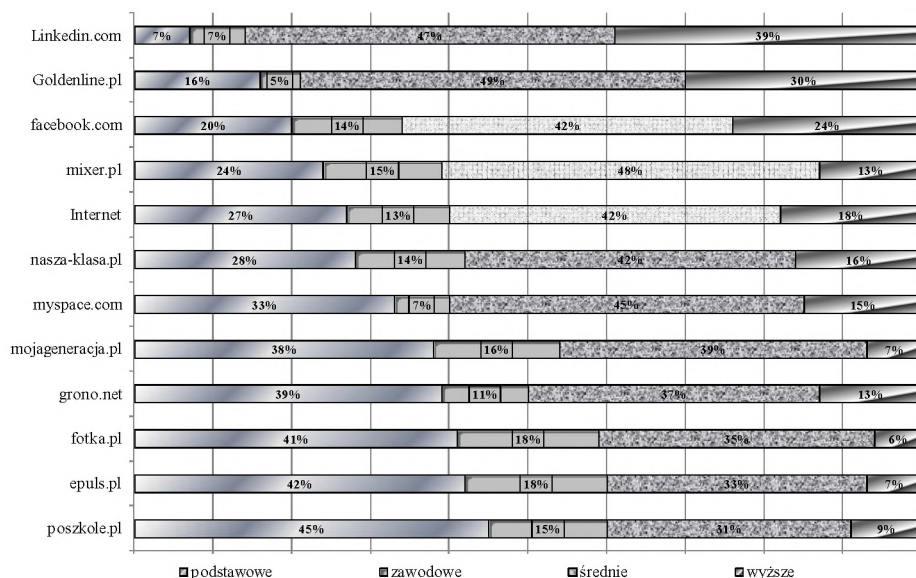 Linkedin.com 7% 7% 47% 39%
Goldenline.pl 16% 5% 49% 30%
facebook.com 20% 14% 42% 24%
mixer.pl 24% 15% 48% 13%
Internet 27% 13% 42% 18%
nasza-klasa.pl 28% 14% 42% 16%
myspace.com 33% 7% 45% 15%
mojageneracja.pl 38% 16% 39% 7%
grono.net 39% 11% 37% 13%
fotka.pl 41% 18% 35% 6%
epuls.pl 42% 18% 33% 7%
poszkole.pl 45% 15% 31% 9%
podstawowe zawodowe średnie wyższe